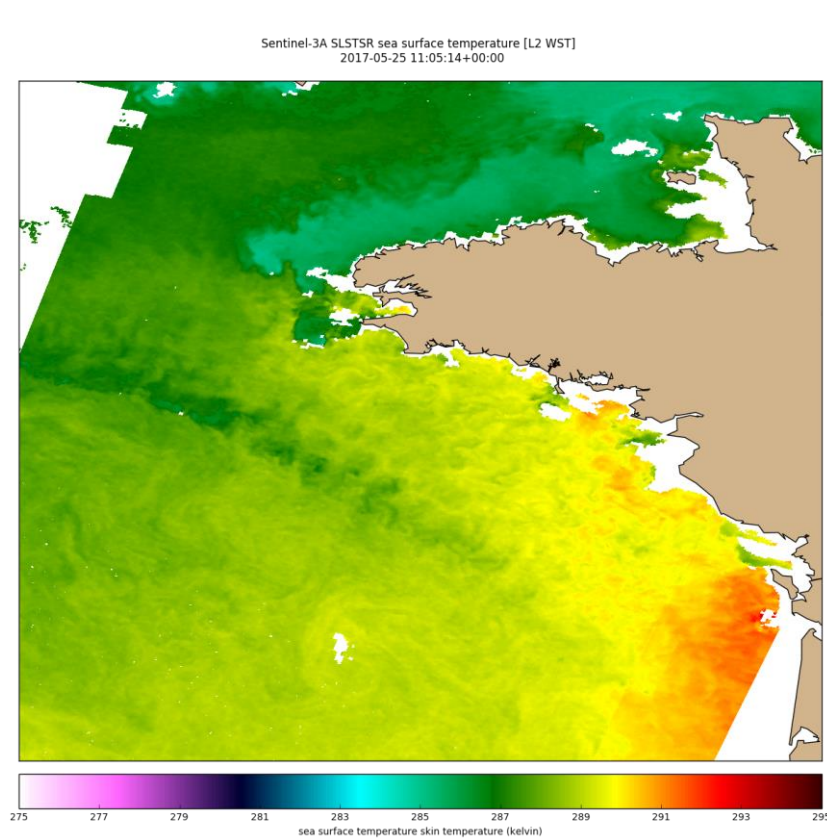 Sentinel-3A SLSTSR sea surface temperature [L2 WST]
2017-05-25 11:05:14+00:00
275 277 279 281 283 285 287 289 291 293 295
sea surface temperature skin temperature (kelvin)